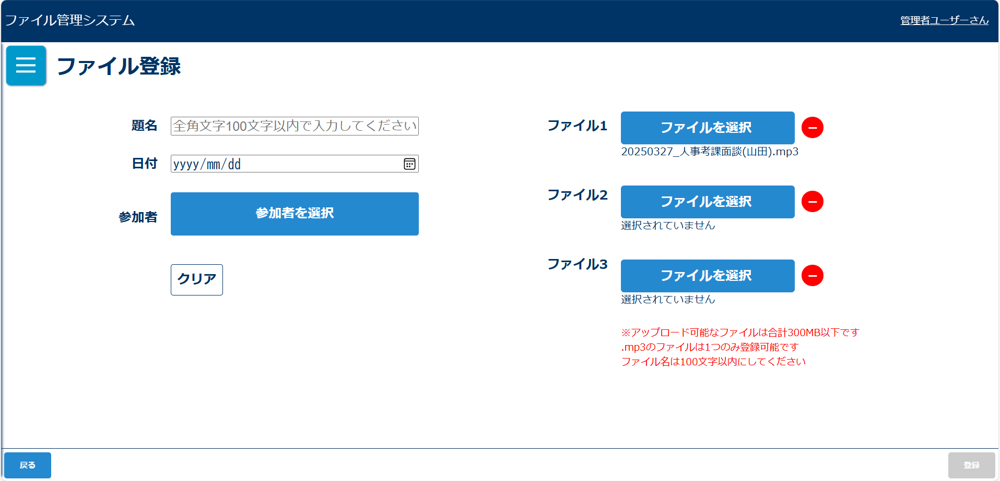 ファイル管理システム
管理者ユーザーさん
ファイル登録
題名
全角文字100文字以内で入力してください
日付
yyyy/mm/dd
参加者
参加者を選択
クリア
ファイル1
ファイルを選択
20250327_人事考課面談(山田).mp3
ファイル2
ファイルを選択
選択されていません
ファイル3
ファイルを選択
選択されていません
※アップロード可能なファイルは合計300MB以下です
.mp3のファイルは1つのみ登録可能です
ファイル名は100文字以内にしてください
戻る
登録